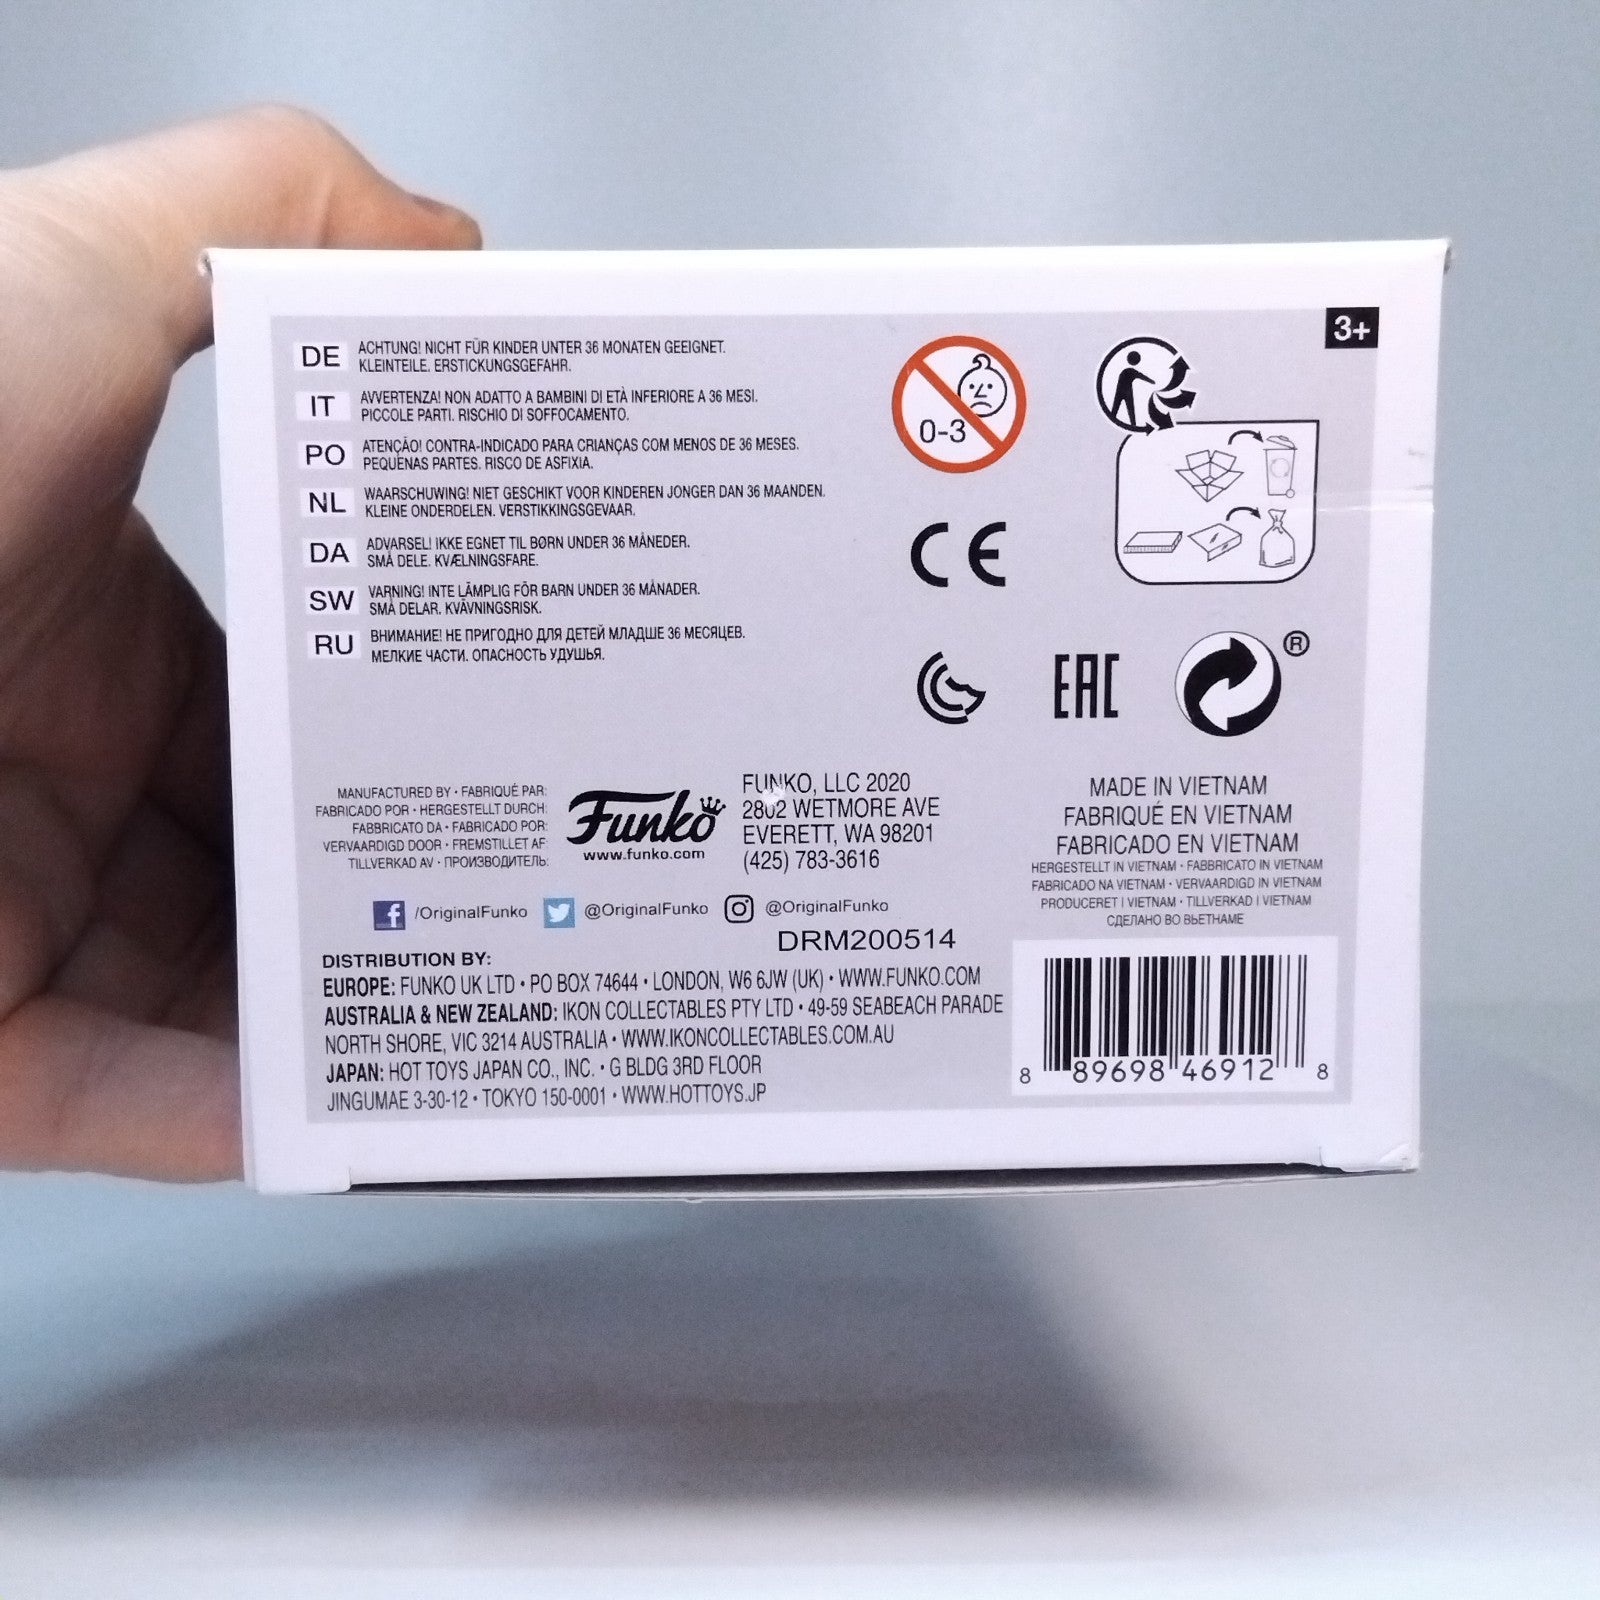 3+
DE ACHTUNG! NICHT FÜR KINDER UNTER 36 MONATEN GEEIGNET.
KLEINTEILE. ERSTICKUNGSGEFAHR.
IT AVVERTENZA! NON ADATTO A BAMBINI DI ETÀ INFERIORE A 36 MESI.
PICCOLE PARTI. RISCHIO DI SOFFOCAMENTO.
PO ATENÇÃO! CONTRA-INDICADO PARA CRIANÇAS COM MENOS DE 36 MESES.
PEQUENAS PARTES. RISCO DE ASFIXIA.
NL WAARSCHUWING! NIET GESCHIKT VOOR KINDEREN JONGER DAN 36 MAANDEN.
KLEINE ONDERDELEN. VERSTIKKINGSGEVAAR.
DA ADVARSEL! IKKE EGNET TIL BØRN UNDER 36 MÅNEDER.
SMÅ DELE. KVÆLNINGSFARE.
SW VARNING! INTE LÄMPLIG FÖR BARN UNDER 36 MÅNADER.
SMÅ DELAR. KVÄVNINGSRISK.
RU ВНИМАНИЕ! НЕ ПРИГОДНО ДЛЯ ДЕТЕЙ МЛАДШЕ 36 МЕСЯЦЕВ.
МЕЛКИЕ ЧАСТИ. ОПАСНОСТЬ УДУШЬЯ.
0-3
CE
EAC
®
MANUFACTURED BY • FABRIQUÉ PAR:
FABRICADO POR • HERGESTELLT DURCH:
FABBRICATO DA • FABRICADO POR:
VERVAARDIGD DOOR • FREMSTILLET AF:
TILLVERKAD AV • ПРОИЗВОДИТЕЛЬ:
Funko
www.funko.com
FUNKO, LLC 2020
2802 WETMORE AVE
EVERETT, WA 98201
(425) 783-3616
MADE IN VIETNAM
FABRIQUÉ EN VIETNAM
FABRICADO EN VIETNAM
HERGESTELLT IN VIETNAM • FABBRICATO IN VIETNAM
FABRICADO NA VIETNAM • VERVAARDIGD IN VIETNAM
PRODUCERET I VIETNAM • TILLVERKAD I VIETNAM
СДЕЛАНО ВО ВЬЕТНАМЕ
f /OriginalFunko @OriginalFunko @OriginalFunko
DRM200514
DISTRIBUTION BY:
EUROPE: FUNKO UK LTD • PO BOX 74644 • LONDON, W6 6JW (UK) • WWW.FUNKO.COM
AUSTRALIA & NEW ZEALAND: IKON COLLECTABLES PTY LTD • 49-59 SEABEACH PARADE
NORTH SHORE, VIC 3214 AUSTRALIA • WWW.IKONCOLLECTABLES.COM.AU
JAPAN: HOT TOYS JAPAN CO., INC. • G BLDG 3RD FLOOR
JINGUMAE 3-30-12 • TOKYO 150-0001 • WWW.HOTTOYS.JP
8 89698 46912 8